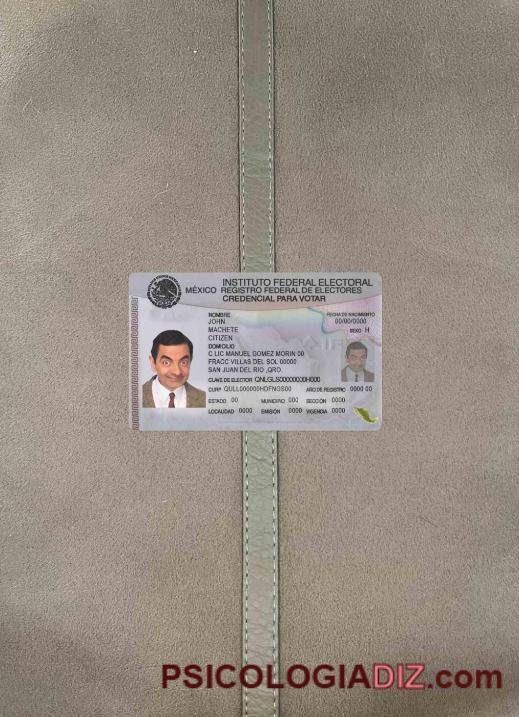 INSTITUTO FEDERAL ELECTORAL
MÉXICO REGISTRO FEDERAL DE ELECTORES
CREDENCIAL PARA VOTAR
NOMBRE
JOHN
MACHETE
CITIZEN
FECHA DE NACIMIENTO
00/00/0000
SEXO H
DOMICILIO
C LIC MANUEL GOMEZ MORIN 00
FRACC VILLAS DEL SOL 00000
SAN JUAN DEL RIO ,QRO.
CLAVE DE ELECTOR QNLGLS00000000H000
CURP QULL000000HDFNGS00 AÑO DE REGISTRO 0000 00
ESTADO 00 MUNICIPIO 000 SECCIÓN 0000
LOCALIDAD 0000 EMISIÓN 0000 VIGENCIA 0000
PSICOLOGIADIZ.com